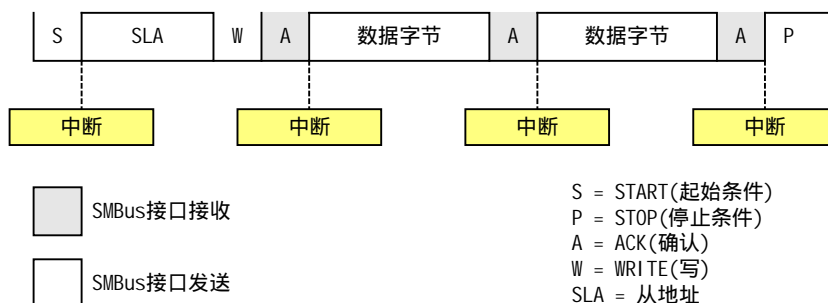 S SLA W A 数据字节 A 数据字节 A P
中断 中断 中断 中断
SMBus接口接收
SMBus接口发送
S = START(起始条件)
P = STOP(停止条件)
A = ACK(确认)
W = WRITE(写)
SLA = 从地址